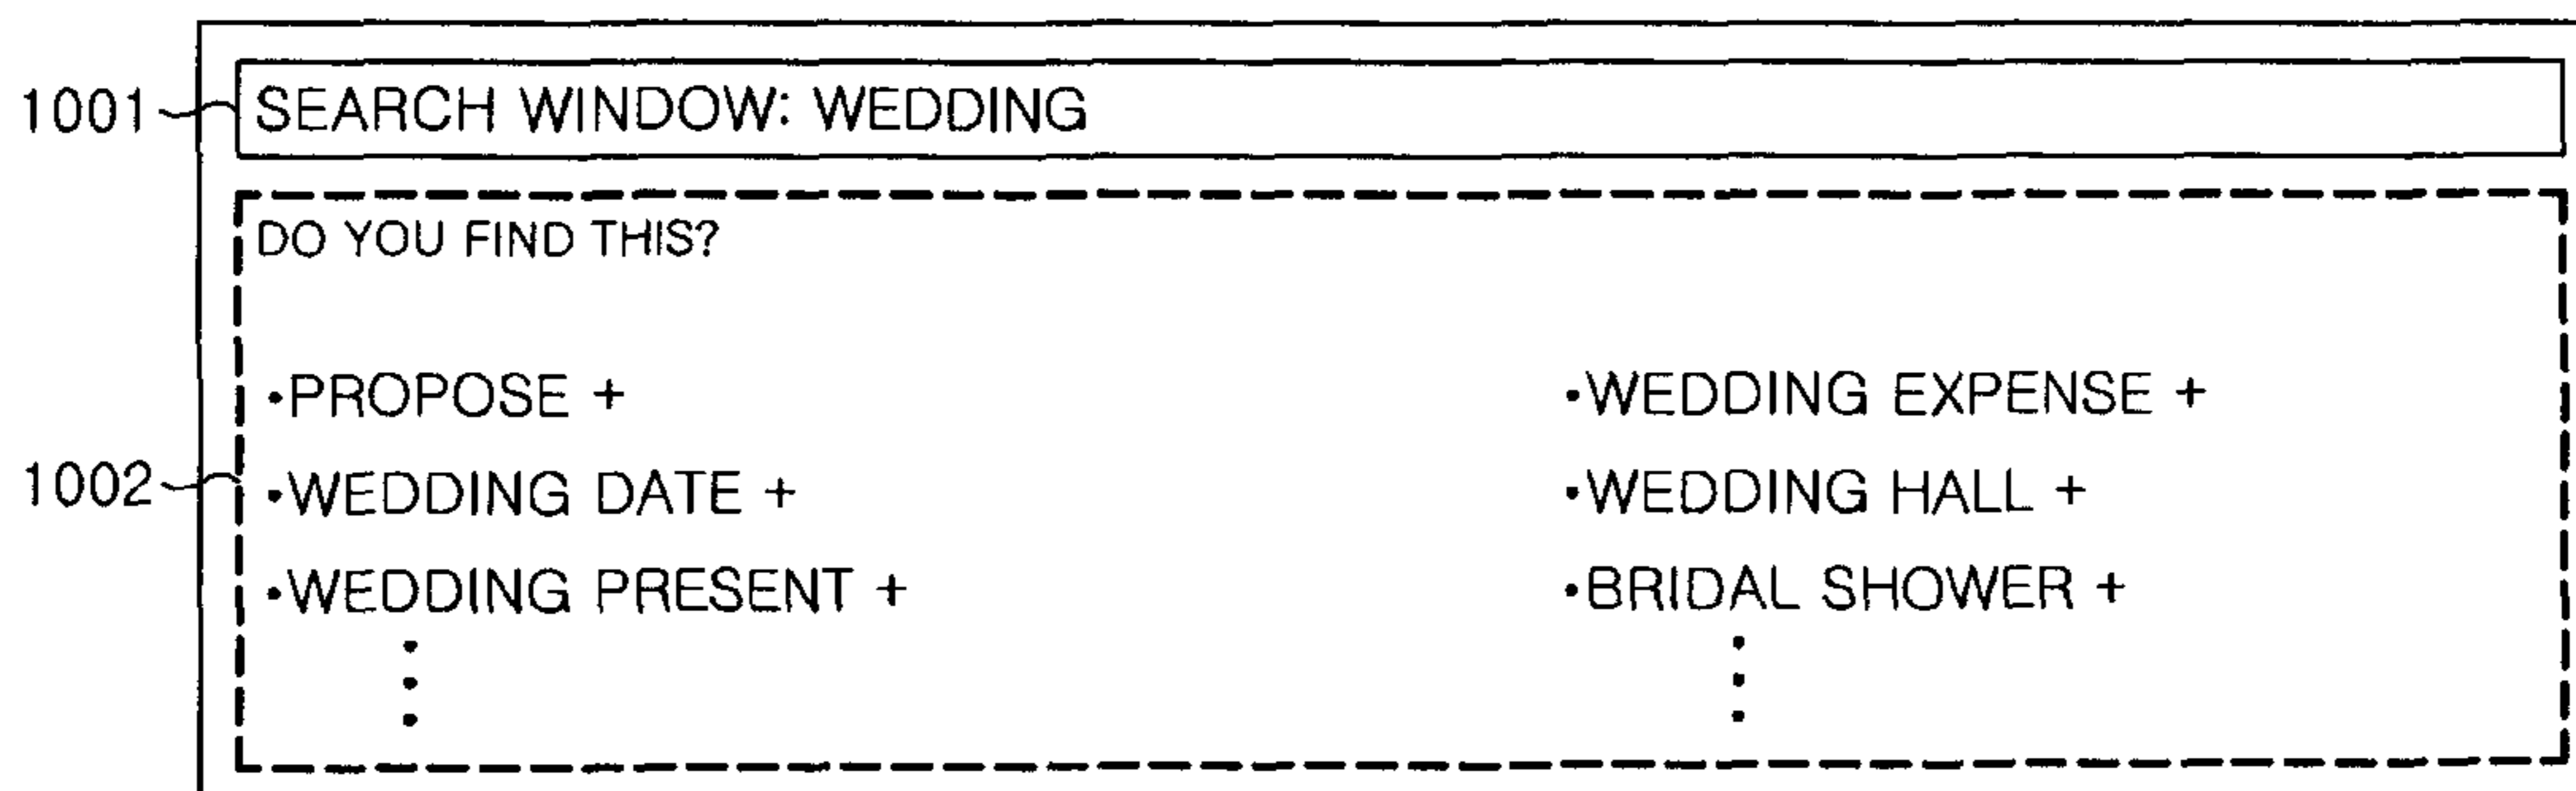 1001 SEARCH WINDOW: WEDDING
DO YOU FIND THIS?
•PROPOSE + •WEDDING EXPENSE +
1002 •WEDDING DATE + •WEDDING HALL +
•WEDDING PRESENT + •BRIDAL SHOWER +